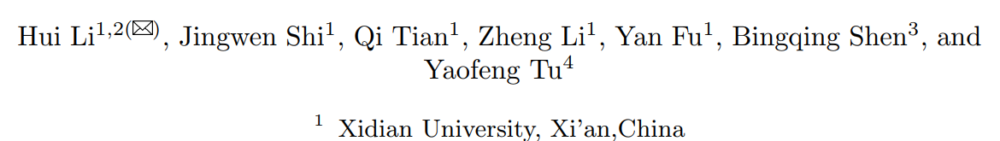 Hui Li¹,²(✉), Jingwen Shi¹, Qi Tian¹, Zheng Li¹, Yan Fu¹, Bingqing Shen³, and
Yaofeng Tu⁴
¹ Xidian University, Xi’an,China